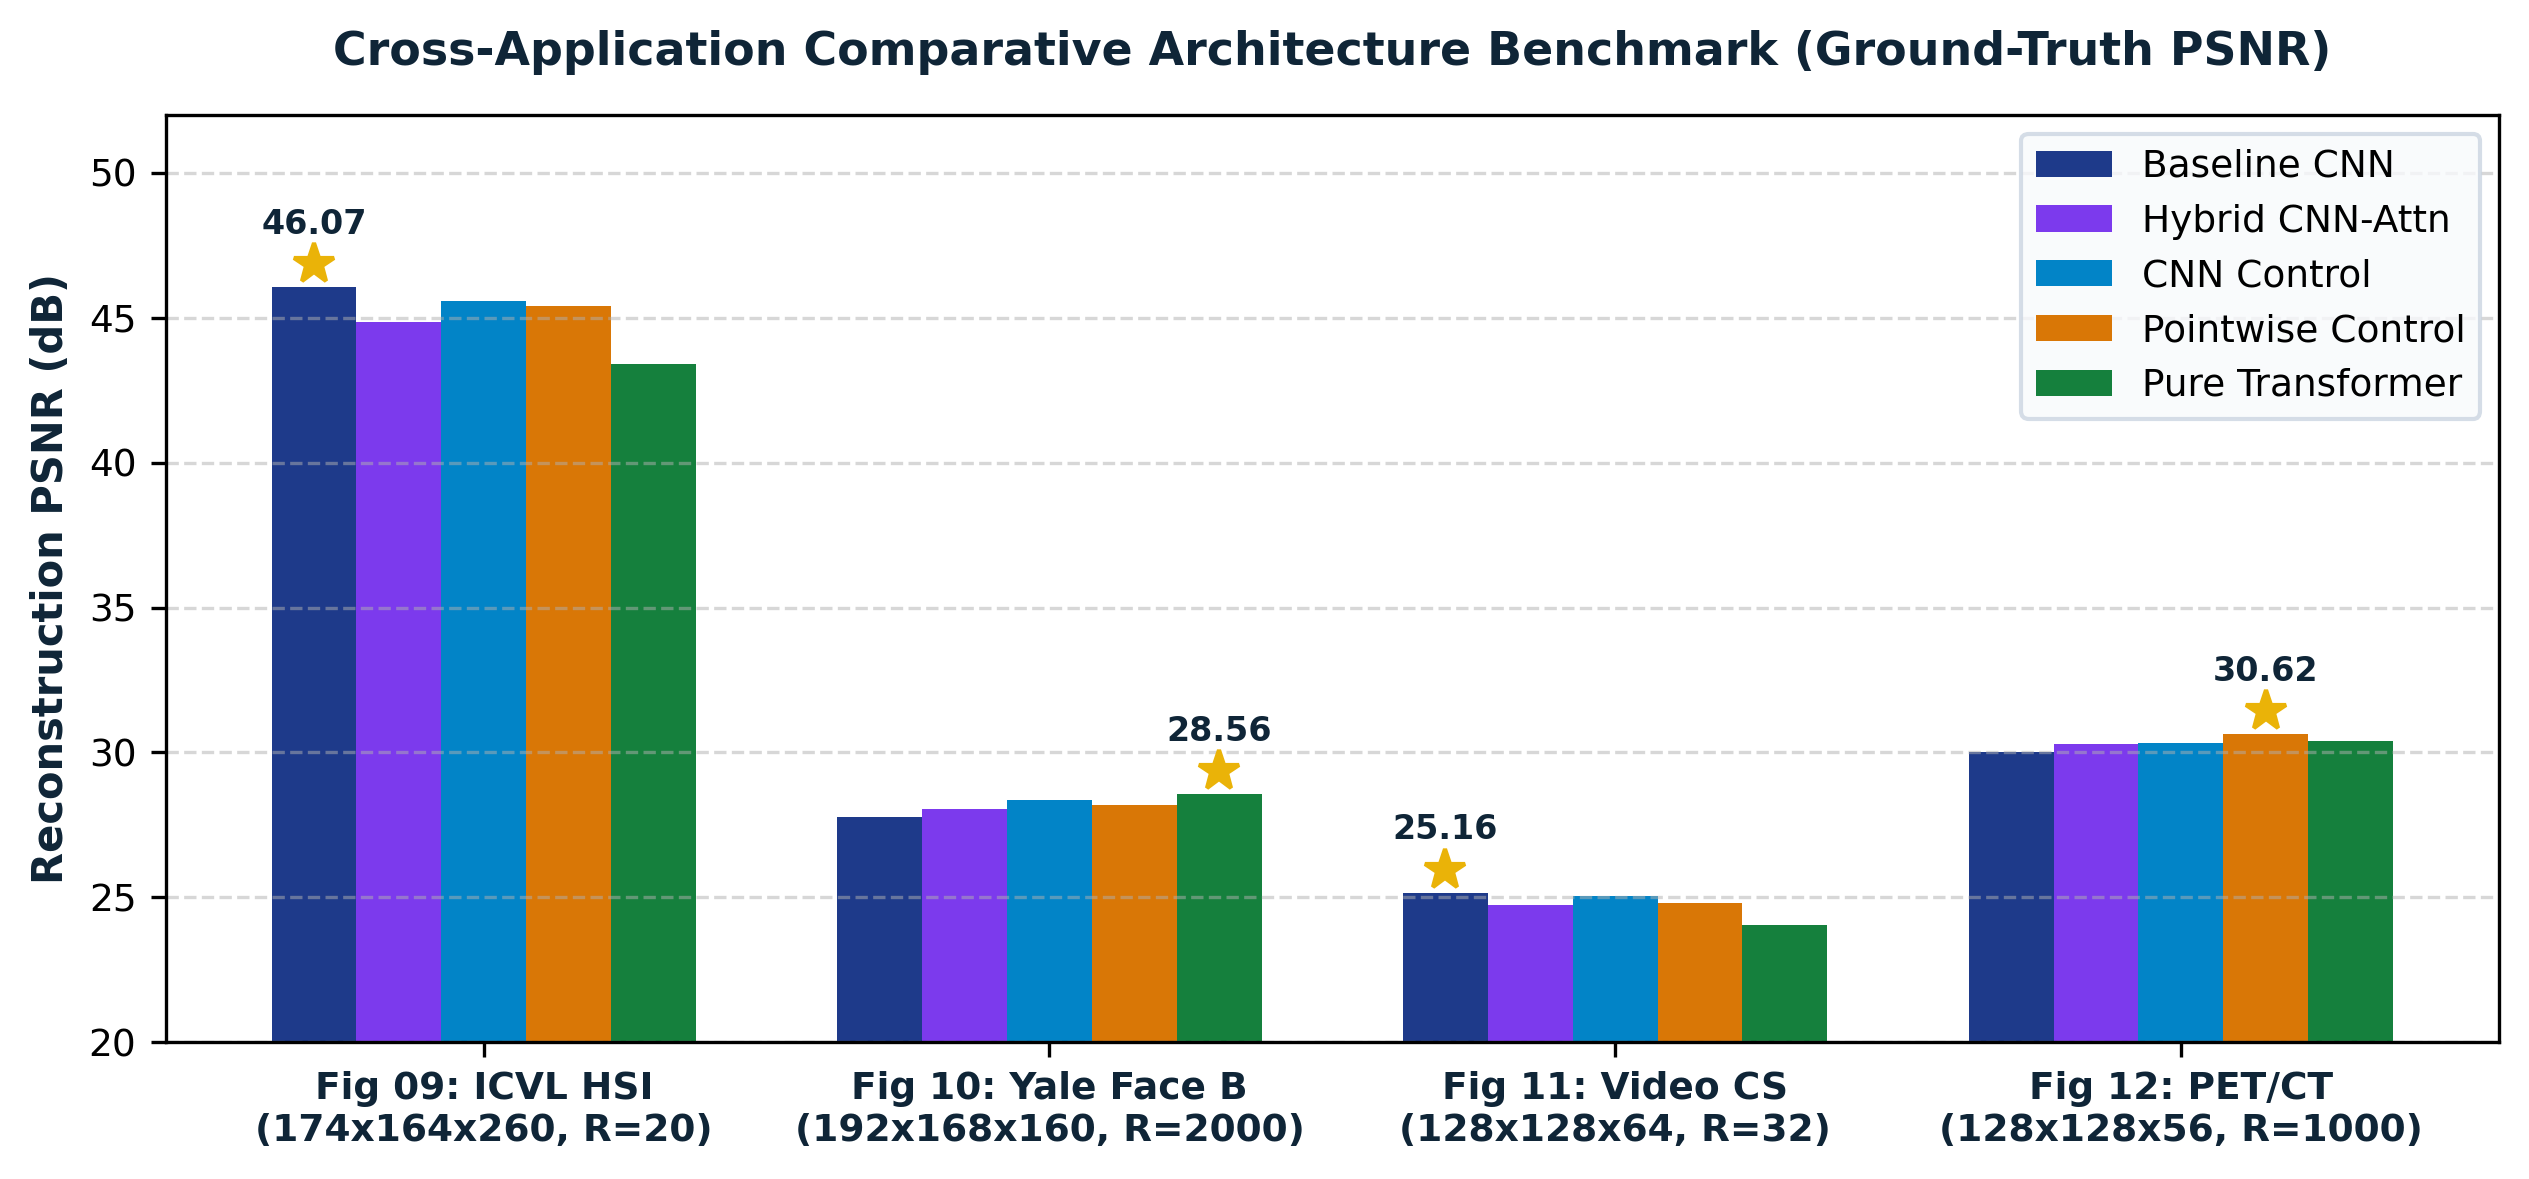 Cross-Application Comparative Architecture Benchmark (Ground-Truth PSNR)
Reconstruction PSNR (dB)
50
45
40
35
30
25
20
46.07
28.56
25.16
30.62
Baseline CNN
Hybrid CNN-Attn
CNN Control
Pointwise Control
Pure Transformer
Fig 09: ICVL HSI
(174x164x260, R=20)
Fig 10: Yale Face B
(192x168x160, R=2000)
Fig 11: Video CS
(128x128x64, R=32)
Fig 12: PET/CT
(128x128x56, R=1000)